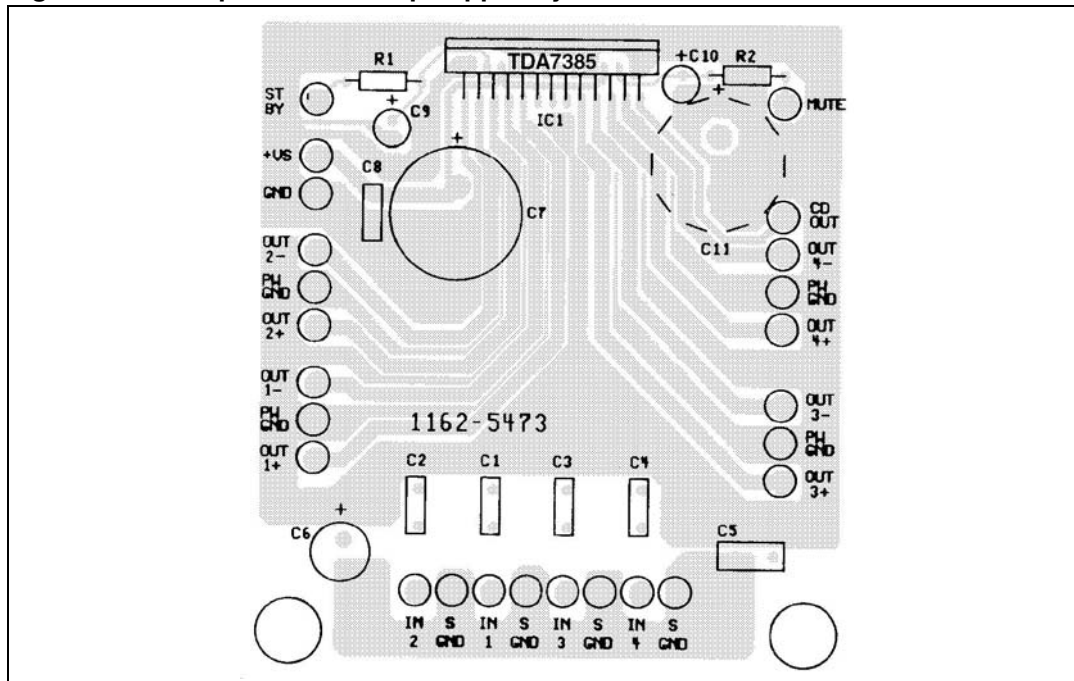 TDA7385
+
C10
R2
R1
+
MUTE
ST
BY
+
C9
IC1
+VS
+
C8
GND
C7
CD
OUT
C11
OUT
2-
OUT
4-
PW
GND
PW
GND
OUT
2+
OUT
4+
OUT
1-
OUT
3-
PW
GND
1162-5473
PW
GND
OUT
1+
C2
C1
C3
C4
OUT
3+
+
C6
C5
IN
2
S
GND
IN
1
S
GND
IN
3
S
GND
IN
4
S
GND